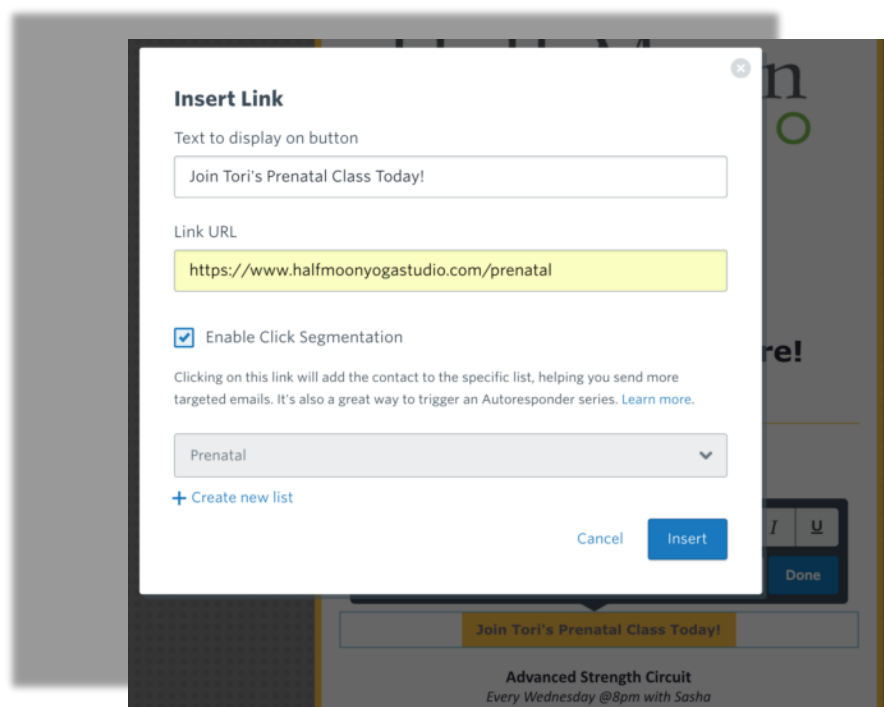 n
Insert Link
Text to display on button
Join Tori's Prenatal Class Today!
Link URL
https://www.halfmoonyogastudio.com/prenatal
Enable Click Segmentation
re!
Clicking on this link will add the contact to the specific list, helping you send more
targeted emails. It's also a great way to trigger an Autoresponder series. Learn more.
Prenatal
+ Create new list
Cancel
Insert
I U
Done
Join Tori's Prenatal Class Today!
Advanced Strength Circuit
Every Wednesday @8pm with Sasha